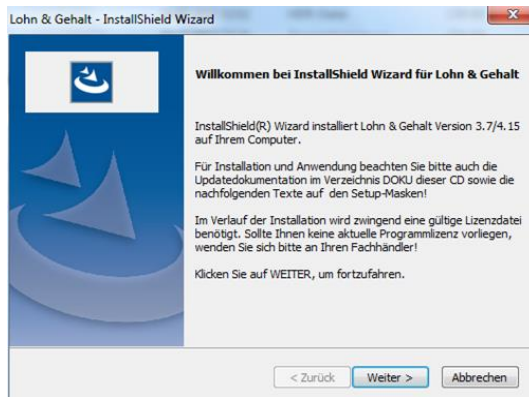 Lohn & Gehalt - InstallShield Wizard
Willkommen bei InstallShield Wizard für Lohn & Gehalt
InstallShield(R) Wizard installiert Lohn & Gehalt Version 3.7/4.15
auf Ihrem Computer.
Für Installation und Anwendung beachten Sie bitte auch die
Updatedokumentation im Verzeichnis DOKU dieser CD sowie die
nachfolgenden Texte auf den Setup-Masken!
Im Verlauf der Installation wird zwingend eine gültige Lizenzdatei
benötigt. Sollte Ihnen keine aktuelle Programmlizenz vorliegen,
wenden Sie sich bitte an Ihren Fachhändler!
Klicken Sie auf WEITER, um fortzufahren.
< Zurück Weiter > Abbrechen